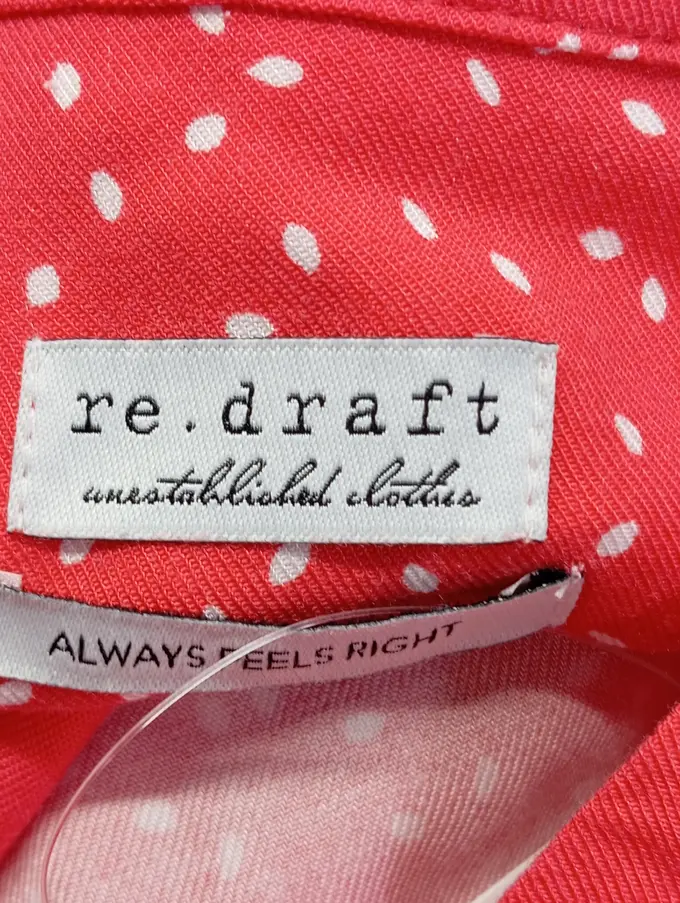 re.draft
unestablished clothes
ALWAYS FEELS RIGHT